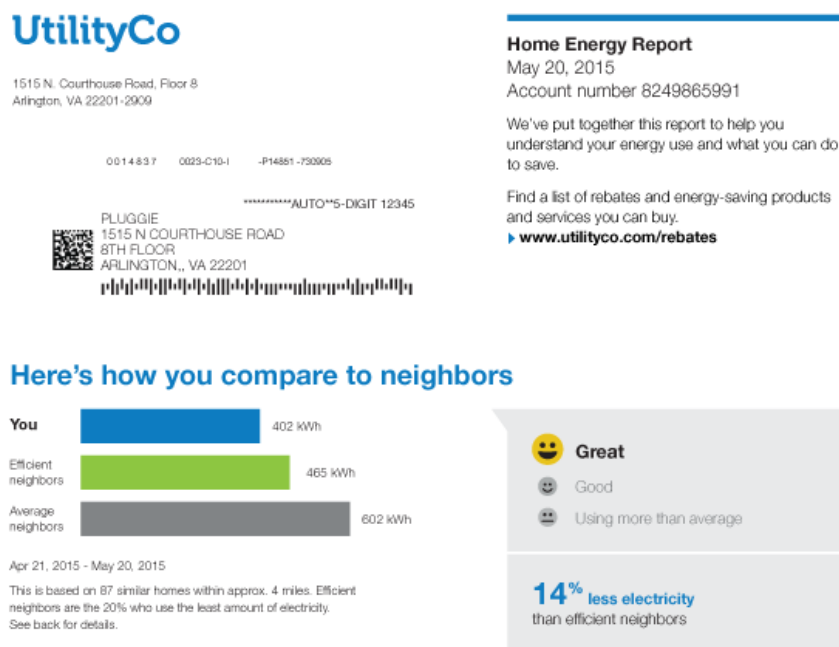 UtilityCo
1515 N. Courthouse Road, Floor 8
Arlington, VA 22201-2909
0014837 0023-C10-I -P14851-730905
***********AUTO**5-DIGIT 12345
PLUGGIE
1515 N COURTHOUSE ROAD
8TH FLOOR
ARLINGTON,, VA 22201
Home Energy Report
May 20, 2015
Account number 8249865991
We've put together this report to help you
understand your energy use and what you can do
to save.
Find a list of rebates and energy-saving products
and services you can buy.
www.utilityco.com/rebates
Here's how you compare to neighbors
You 402 kWh
Efficient
neighbors 465 kWh
Average
neighbors 602 kWh
Apr 21, 2015 - May 20, 2015
This is based on 87 similar homes within approx. 4 miles. Efficient
neighbors are the 20% who use the least amount of electricity.
See back for details.
Great
Good
Using more than average
14% less electricity
than efficient neighbors